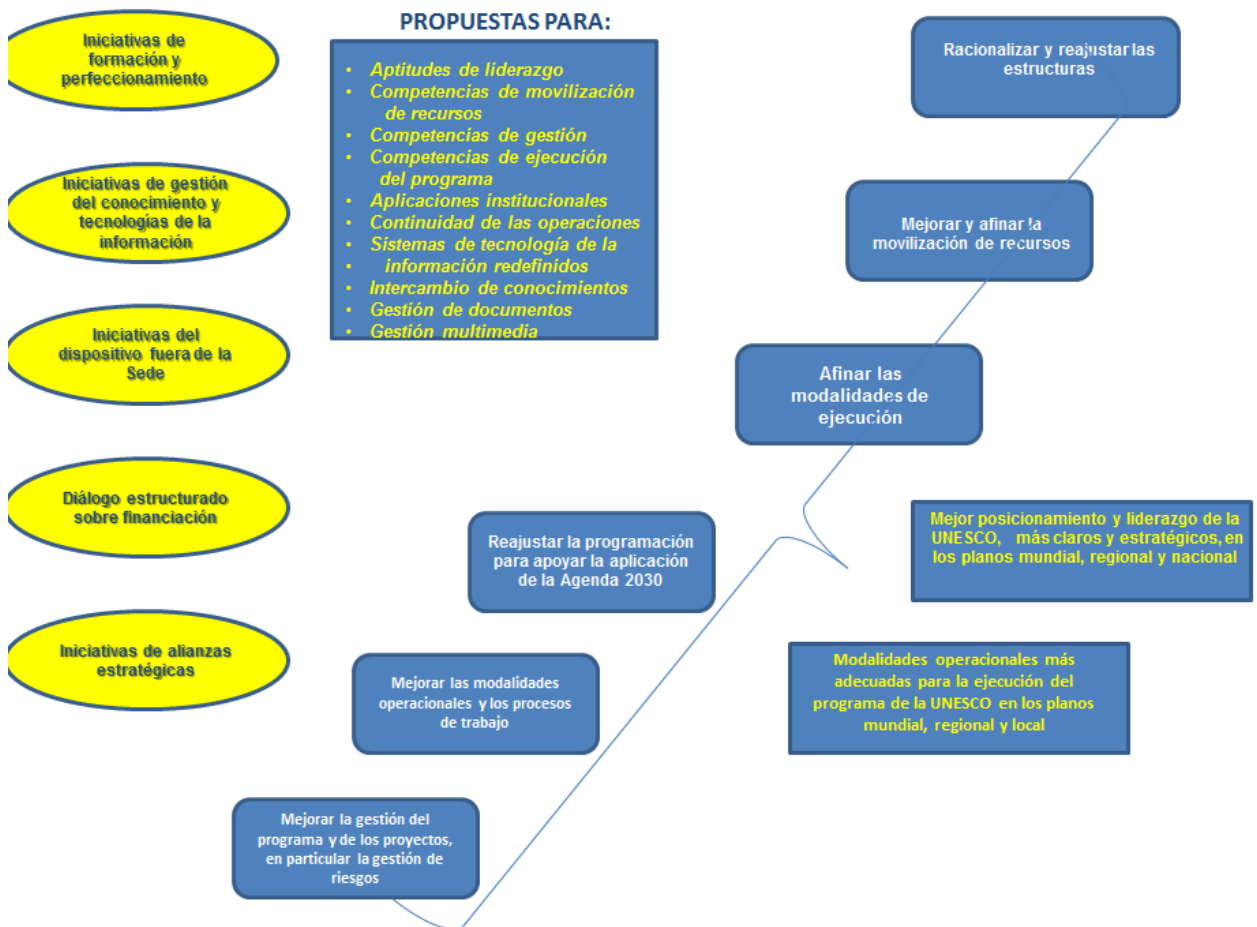 Iniciativas de
formación y
perfeccionamiento
Iniciativas de gestión
del conocimiento y
tecnologías de la
información
Iniciativas del
dispositivo fuera de la
Sede
Diálogo estructurado
sobre financiación
Iniciativas de alianzas
estratégicas
PROPUESTAS PARA:
• Aptitudes de liderazgo
• Competencias de movilización
de recursos
• Competencias de gestión
• Competencias de ejecución
del programa
• Aplicaciones institucionales
• Continuidad de las operaciones
• Sistemas de tecnología de la
• información redefinidos
• Intercambio de conocimientos
• Gestión de documentos
• Gestión multimedia
Racionalizar y reajustar las
estructuras
Mejorar y afinar la
movilización de recursos
Afinar las
modalidades de
ejecución
Reajustar la programación
para apoyar la aplicación
de la Agenda 2030
Mejorar las modalidades
operacionales y los procesos
de trabajo
Mejorar la gestión del
programa y de los proyectos,
en particular la gestión de
riesgos
Mejor posicionamiento y liderazgo de la
UNESCO, más claros y estratégicos, en
los planos mundial, regional y nacional
Modalidades operacionales más
adecuadas para la ejecución del
programa de la UNESCO en los planos
mundial, regional y local